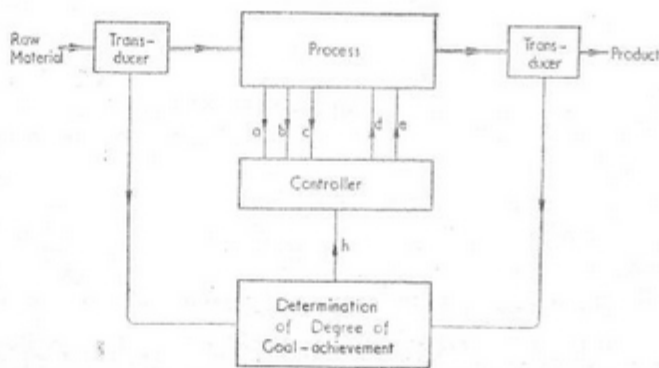 Raw
Material
Trans-
ducer
Process
Trans-
ducer
Product
a
b
c
d
e
Controller
h
Determination
of Degree of
Goal-achievement